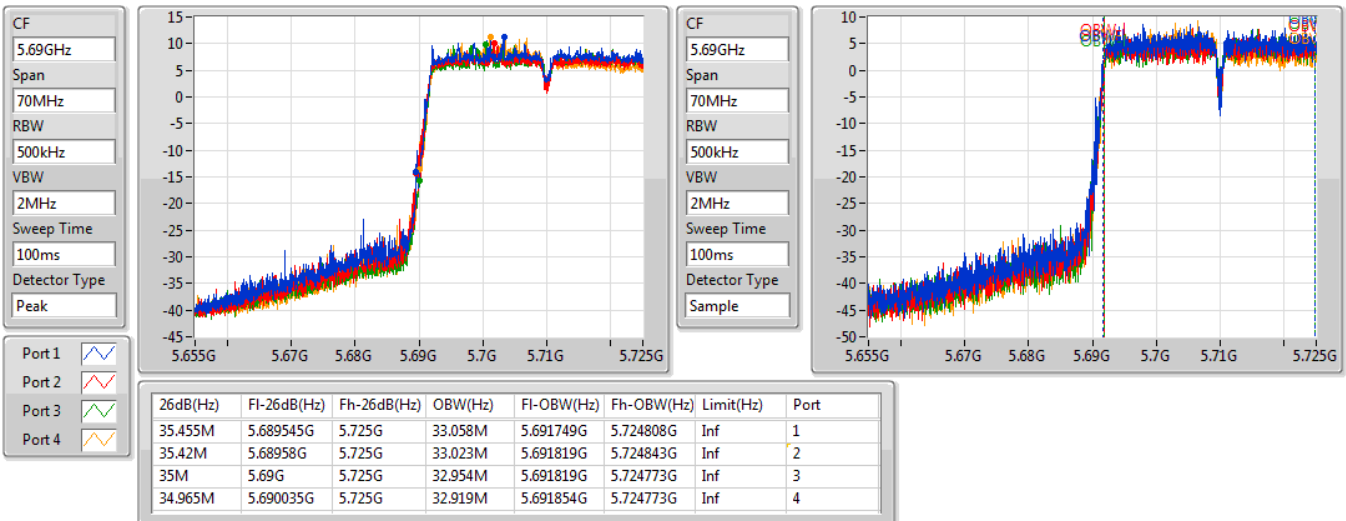 CF
5.69GHz
Span
70MHz
RBW
500kHz
VBW
2MHz
Sweep Time
100ms
Detector Type
Peak
15
10
5
0
-5
-10
-15
-20
-25
-30
-35
-40
-45
5.655G 5.67G 5.68G 5.69G 5.7G 5.71G 5.725G
CF
5.69GHz
Span
70MHz
RBW
500kHz
VBW
2MHz
Sweep Time
100ms
Detector Type
Sample
10
5
0
-5
-10
-15
-20
-25
-30
-35
-40
-45
-50
OBW
5.655G 5.67G 5.68G 5.69G 5.7G 5.71G 5.725G
Port 1
Port 2
Port 3
Port 4
26dB(Hz) Fl-26dB(Hz) Fh-26dB(Hz) OBW(Hz) Fl-OBW(Hz) Fh-OBW(Hz) Limit(Hz) Port
35.455M 5.689545G 5.725G 33.058M 5.691749G 5.724808G Inf 1
35.42M 5.68958G 5.725G 33.023M 5.691819G 5.724843G Inf 2
35M 5.69G 5.725G 32.954M 5.691819G 5.724773G Inf 3
34.965M 5.690035G 5.725G 32.919M 5.691854G 5.724773G Inf 4